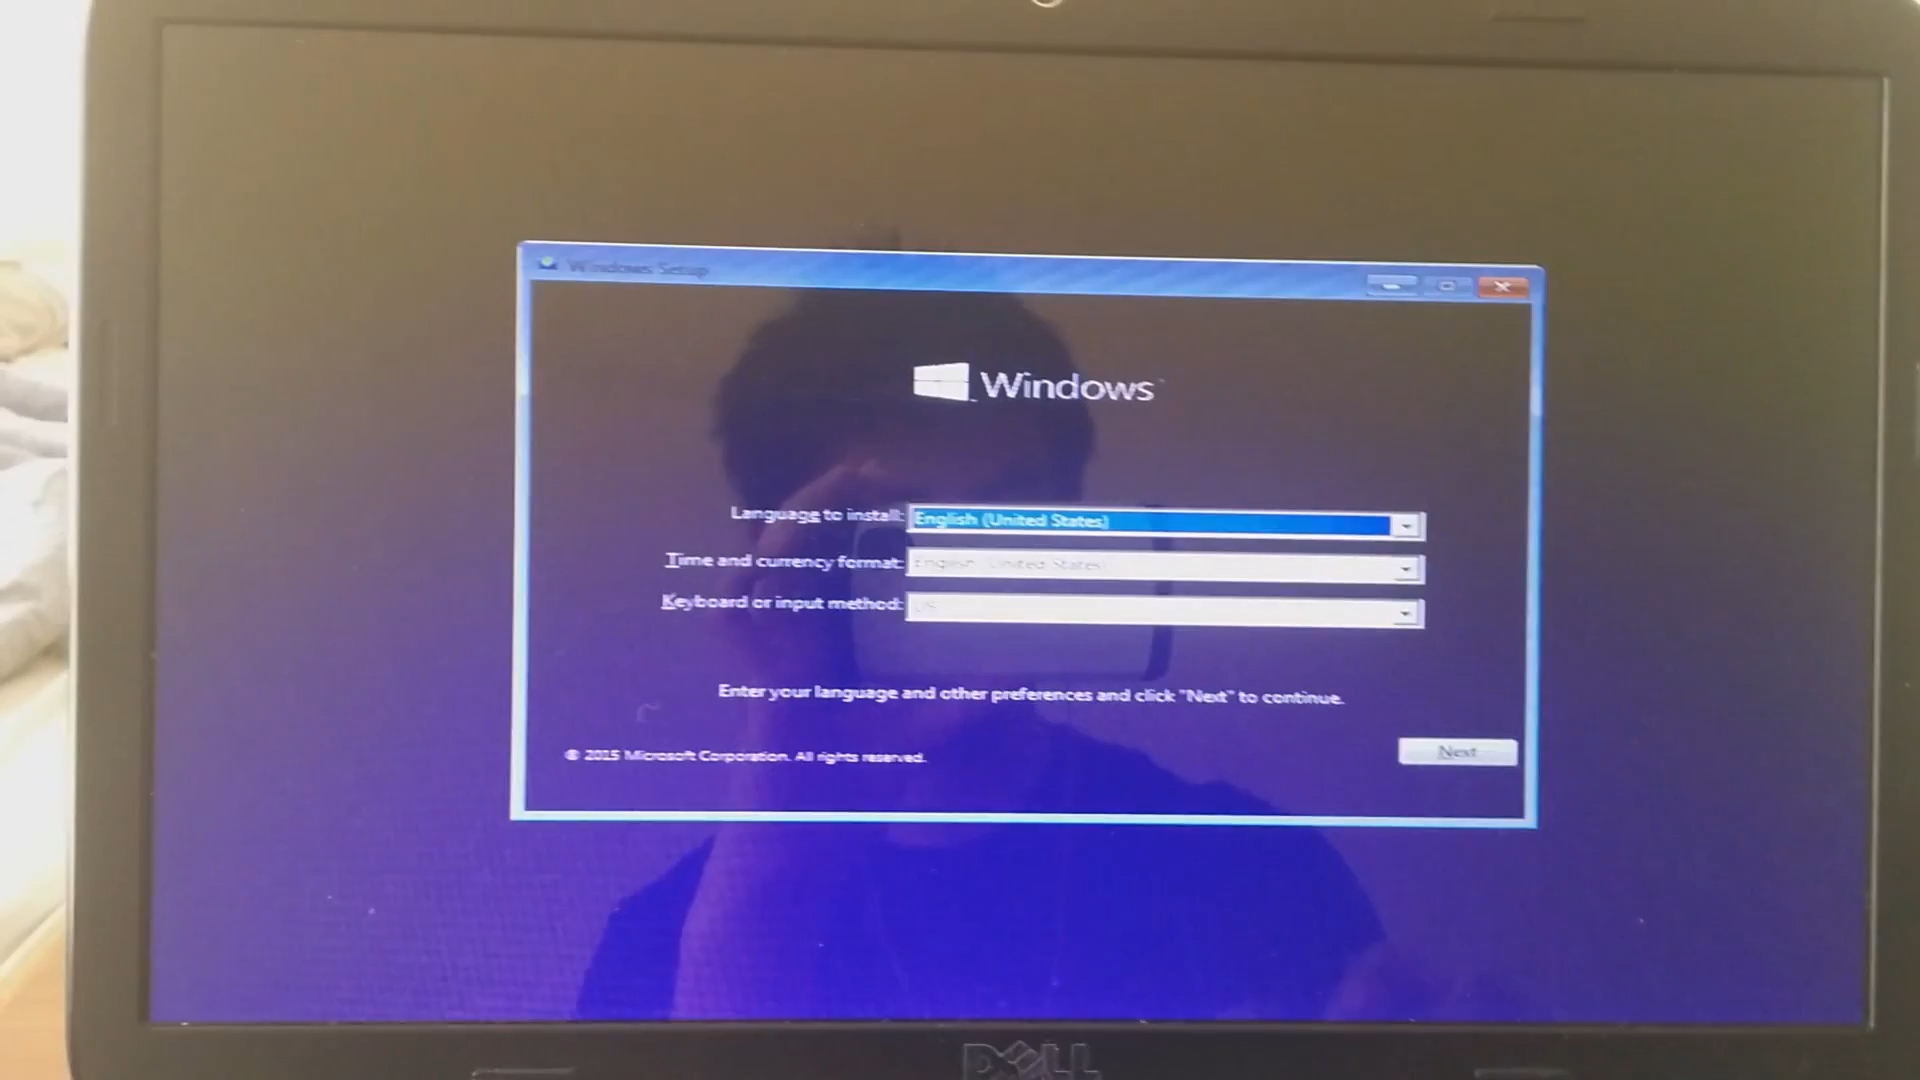 Windows Setup
Windows
Language to install: English (United States)
Time and currency format: English (United States)
Keyboard or input method: US
Enter your language and other preferences and click "Next" to continue.
© 2015 Microsoft Corporation. All rights reserved.
Next
DELL